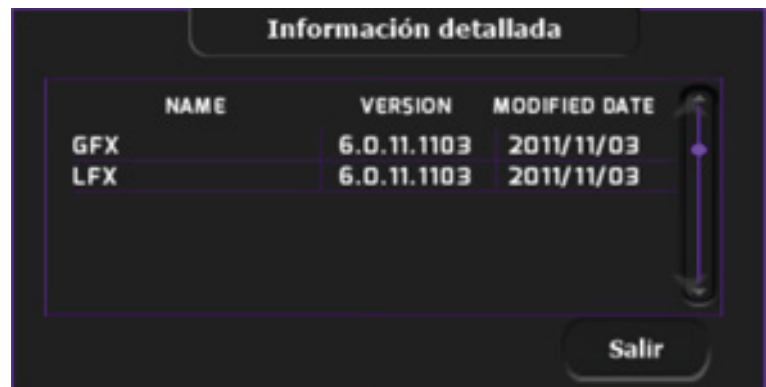 Información detallada
NAME VERSION MODIFIED DATE
GFX 6.0.11.1103 2011/11/03
LFX 6.0.11.1103 2011/11/03
Salir